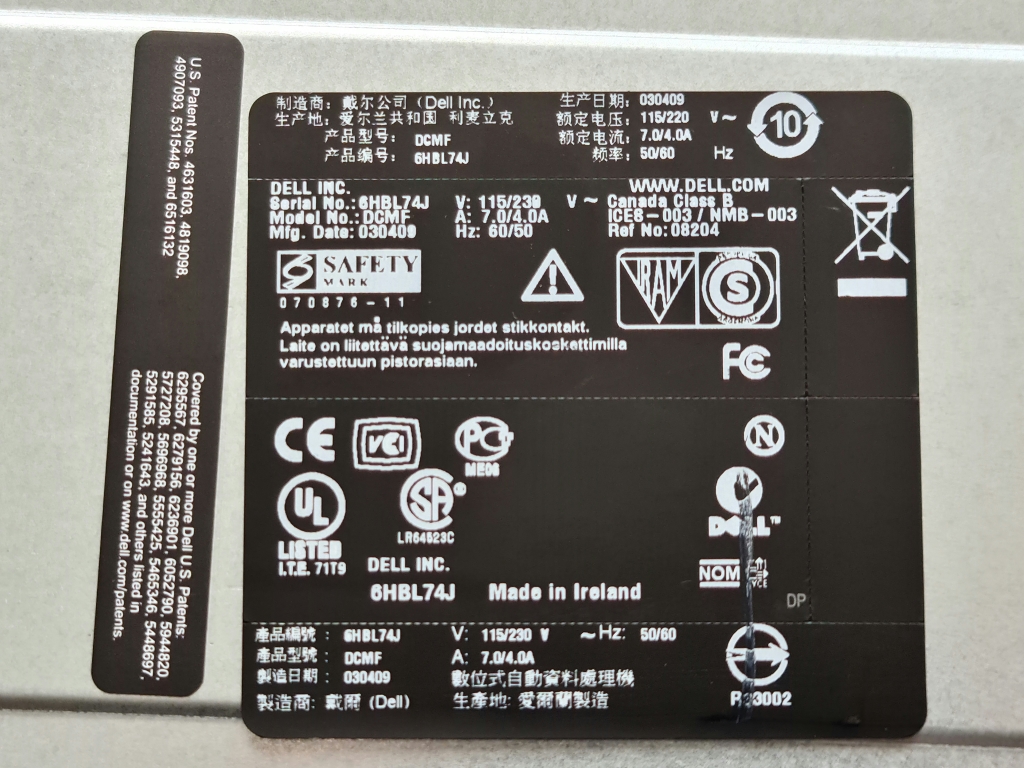 U.S. Patent Nos. 4631603, 4819098,
4907093, 5315448, and 6516132
Covered by one or more Dell U.S. Patents:
6295567, 6279156, 6236901, 6052790, 5944820,
5727208, 5696968, 5555425, 5465346, 5448697,
5291585, 5241643, and others listed in
documentation or on www.dell.com/patents.
制造商: 戴尔公司 (Dell Inc.) 生产日期: 030409
生产地: 爱尔兰共和国 利麦立克 额定电压: 115/220 V~
产品型号: DCMF 额定电流: 7.0/4.0A
产品编号: 6HBL74J 频率: 50/60 Hz
10
DELL INC. WWW.DELL.COM
Serial No.: 6HBL74J V: 115/230 V ~ Canada Class B
Model No.: DCMF A: 7.0/4.0A ICES-003 / NMB-003
Mfg. Date: 030409 Hz: 60/50 Ref No: 08204
SAFETY
MARK
070876-11
VRAM S
Apparatet må tilkoples jordet stikkontakt.
Laite on liitettävä suojamaadoituskoskettimilla
varustettuun pistorasiaan.
FC
CE VCI PC N
ME06
UL SA
LISTED LR64523C
I.T.E. 71T9 DELL INC.
DELL™
NOM
6HBL74J Made in Ireland
DP
產品編號 : 6HBL74J V: 115/230 V ~ Hz: 50/60
產品型號 : DCMF A: 7.0/4.0A
製造日期 : 030409 數位式自動資料處理機
製造商: 戴爾 (Dell) 生產地: 愛爾蘭製造 R33002